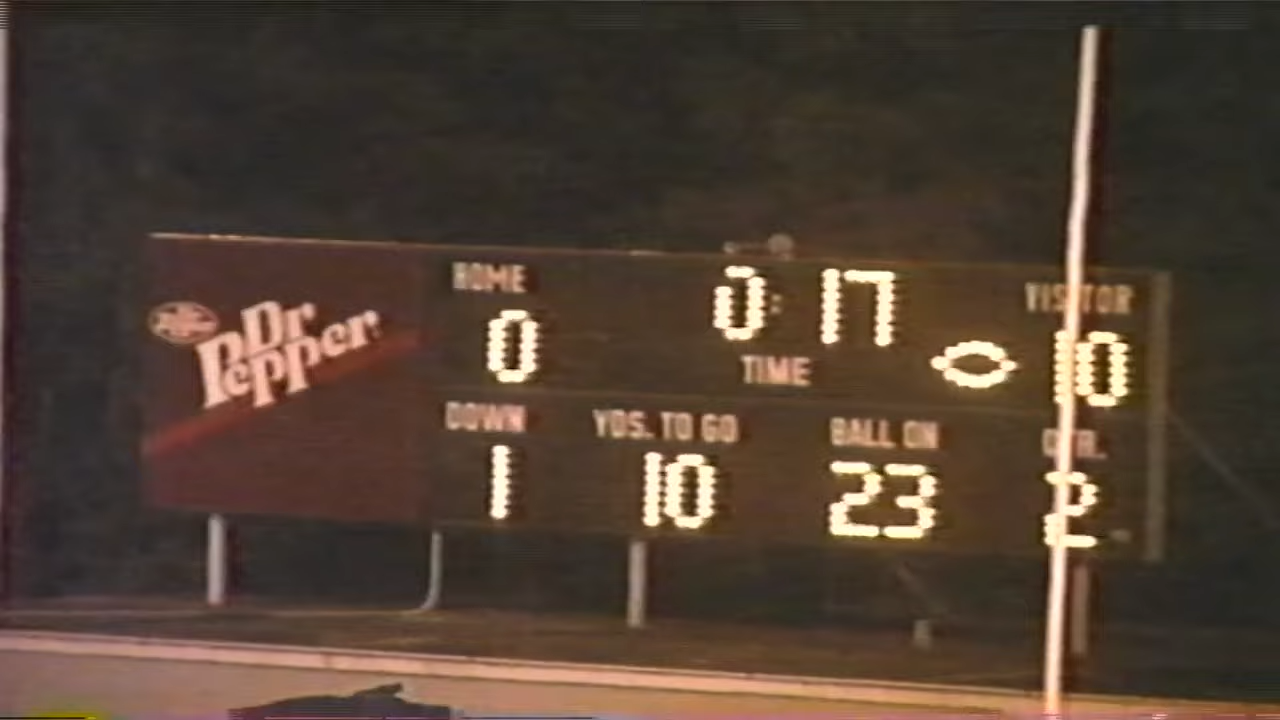 Dr
Pepper
HOME
0:17
VISITOR
0
TIME
10
DOWN
YDS. TO GO
BALL ON
QTR.
1
10
23
2